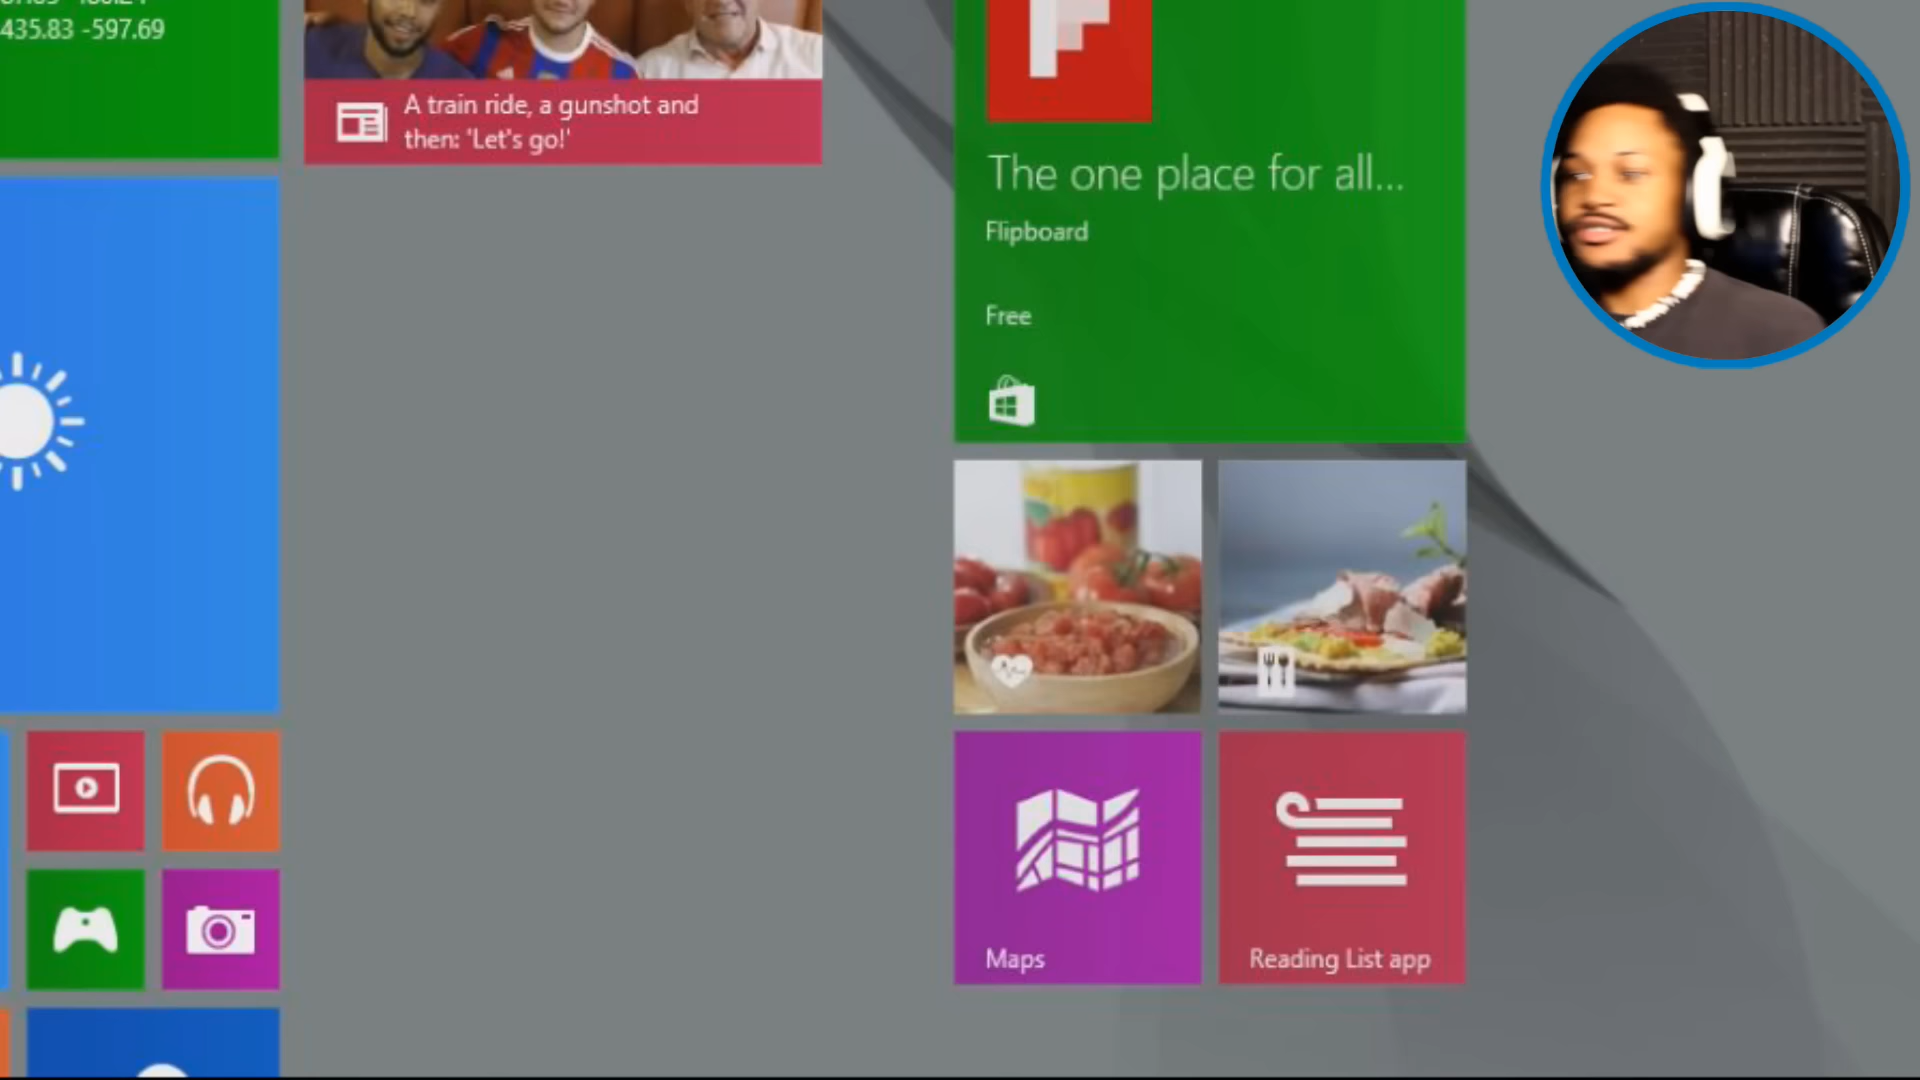 435.83 -597.69
A train ride, a gunshot and
then: 'Let's go!'
The one place for all...
Flipboard
Free
Maps
Reading List app